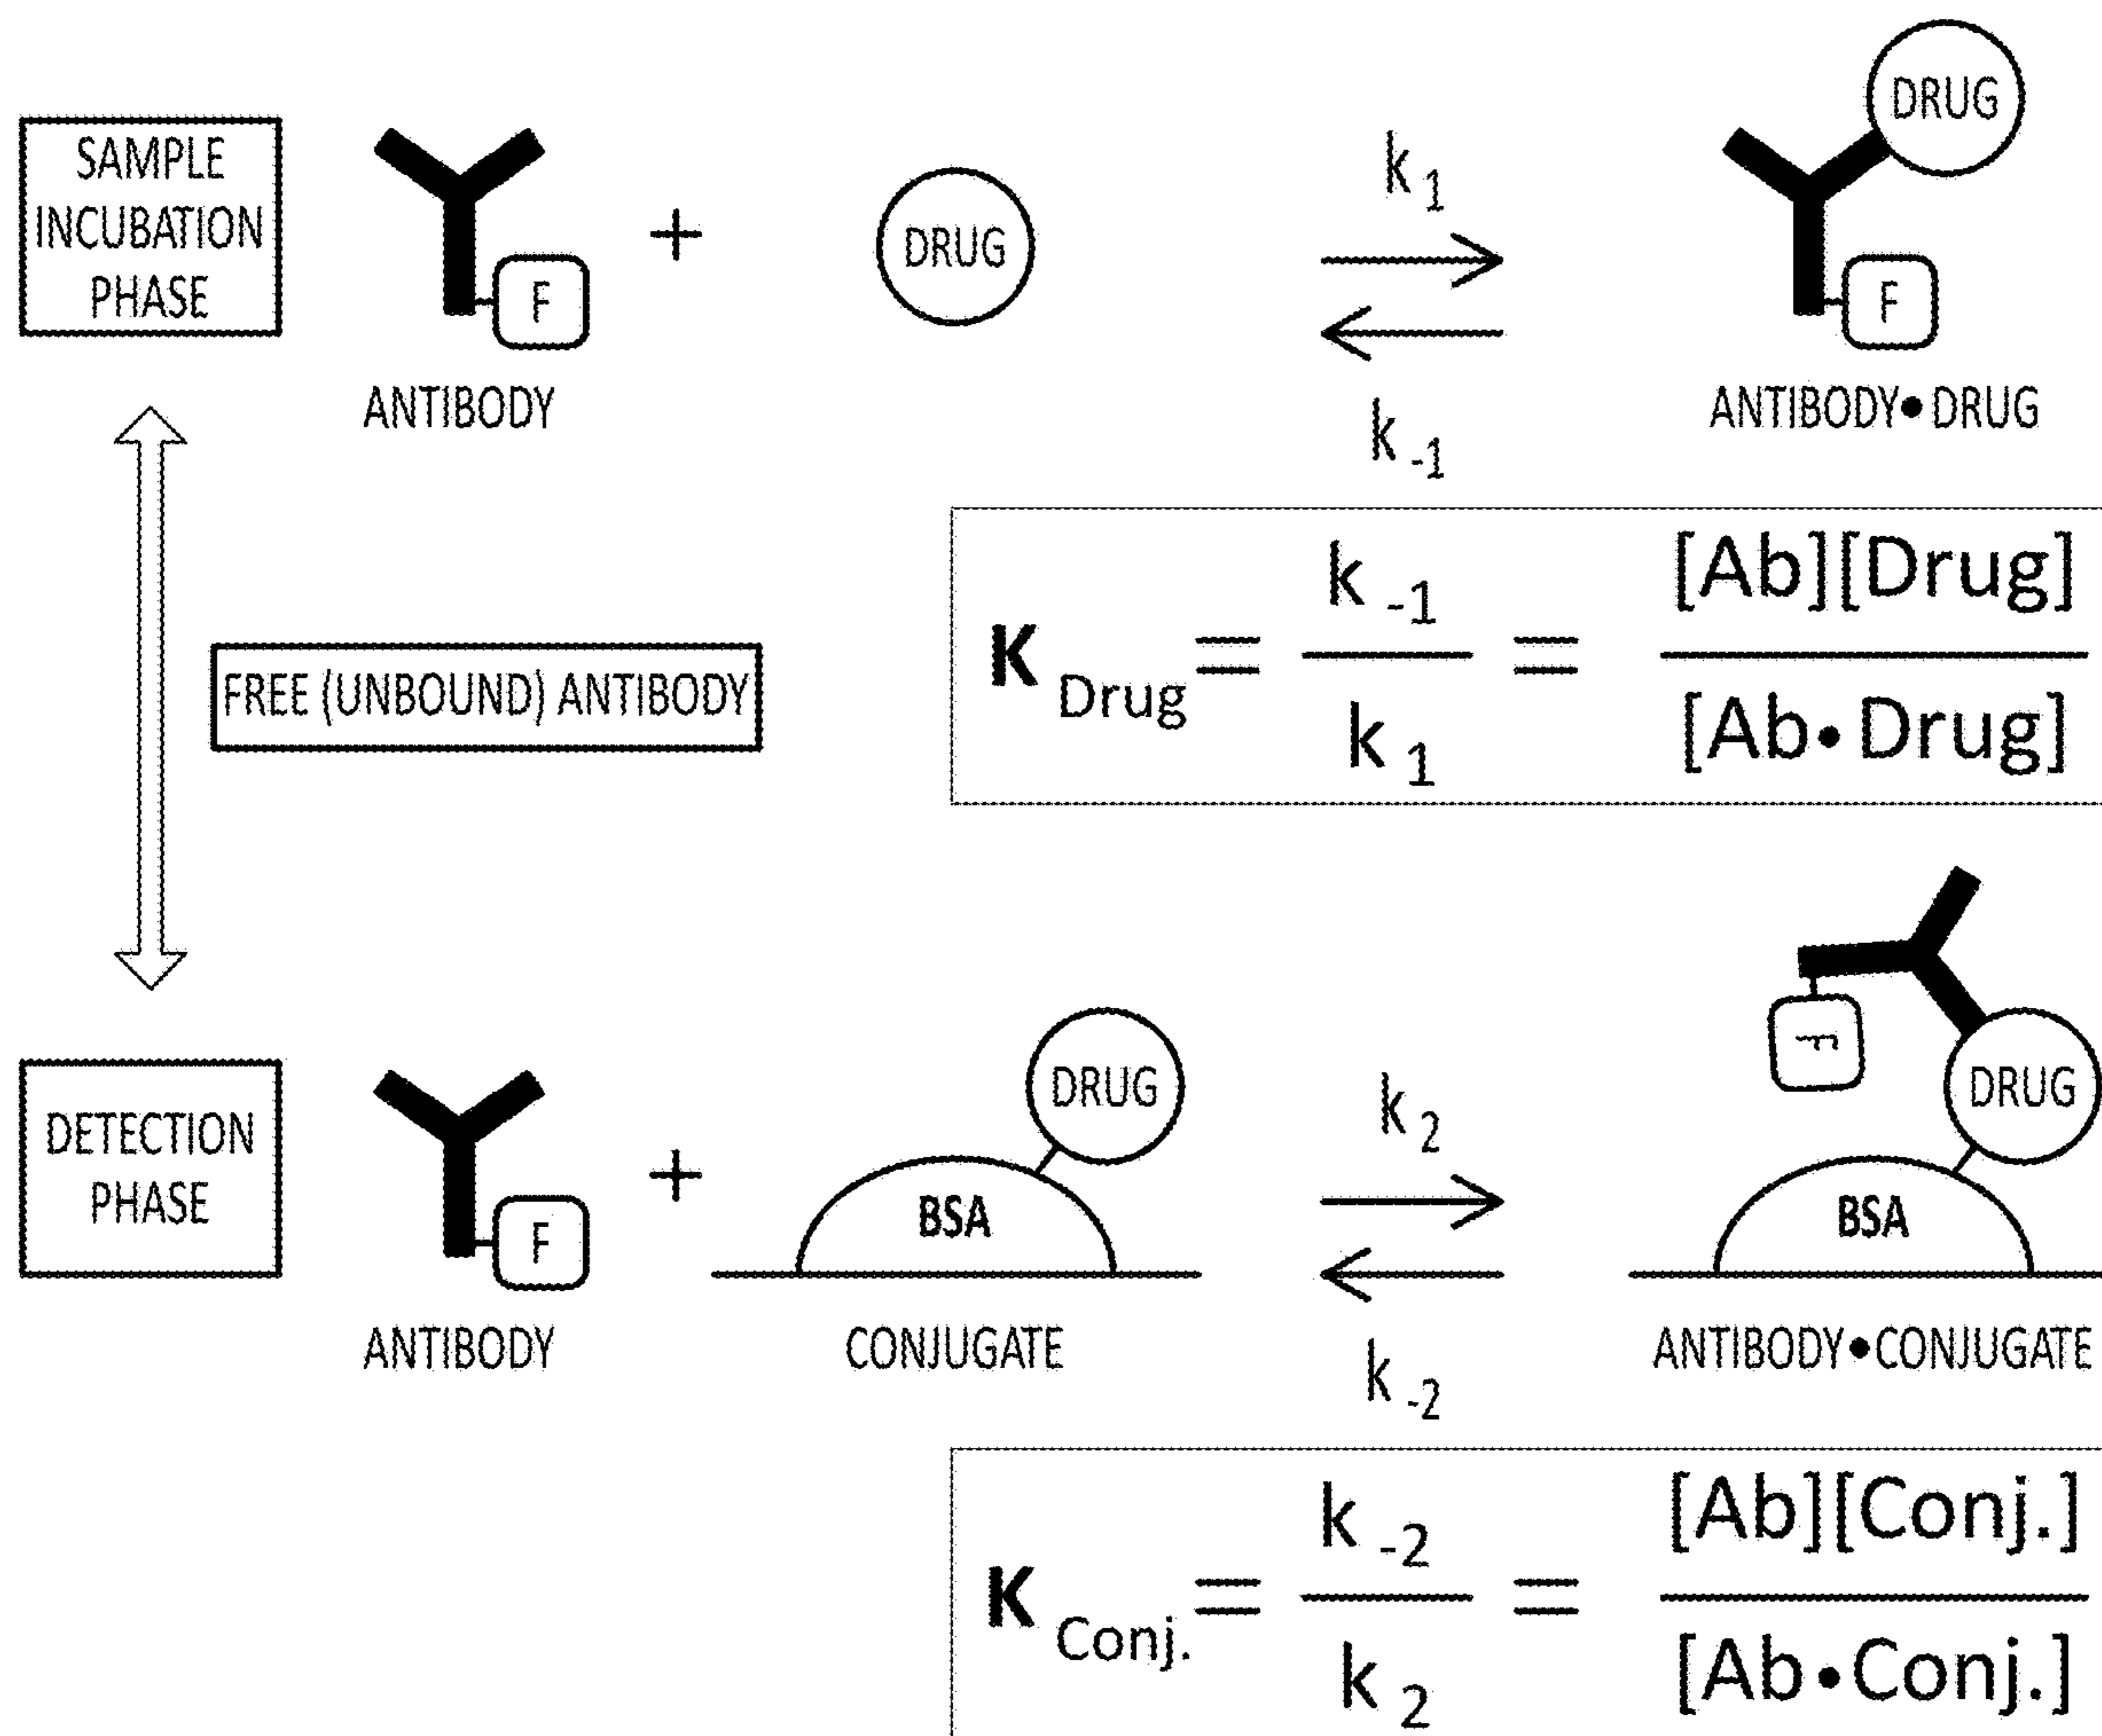 SAMPLE
INCUBATION
PHASE
F
ANTIBODY
+
DRUG
k 1
k -1
DRUG
F
ANTIBODY•DRUG
K Drug = k -1 / k 1 = [Ab][Drug] / [Ab•Drug]
FREE (UNBOUND) ANTIBODY
DETECTION
PHASE
F
ANTIBODY
+
DRUG
BSA
CONJUGATE
k 2
k -2
F
DRUG
BSA
ANTIBODY•CONJUGATE
K Conj. = k -2 / k 2 = [Ab][Conj.] / [Ab•Conj.]